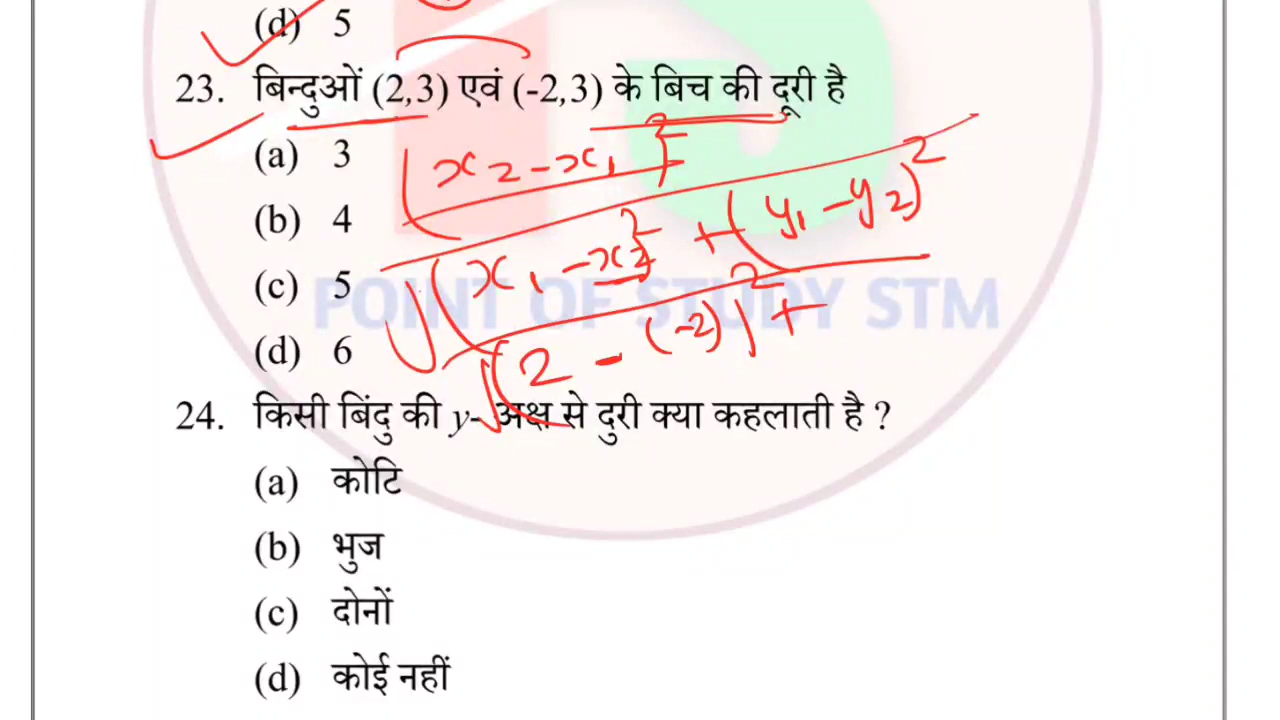 (d) 5
23. बिन्दुओं (2,3) एवं (-2,3) के बिच की दूरी है
(a) 3
(x₂-x₁)²
(b) 4
√(x₁-x₂)² + (y₁-y₂)²
(c) 5
POINT OF STUDY STM
(d) 6
√(2-(-2))² +
24. किसी बिंदु की y- अक्ष से दुरी क्या कहलाती है ?
(a) कोटि
(b) भुज
(c) दोनों
(d) कोई नहीं